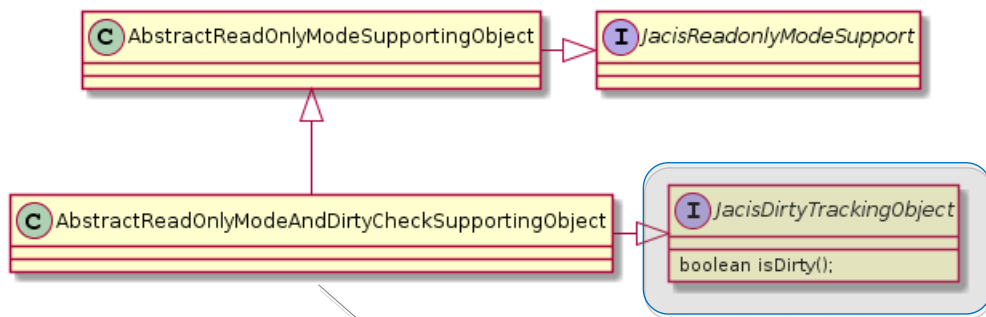 C AbstractReadOnlyModeSupportingObject
I JacisReadonlyModeSupport
C AbstractReadOnlyModeAndDirtyCheckSupportingObject
I JacisDirtyTrackingObject
boolean isDirty();